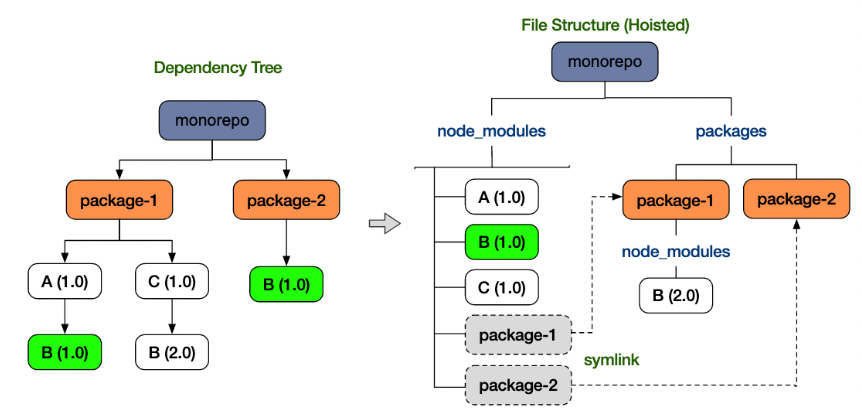 File Structure (Hoisted)
Dependency Tree
monorepo
monorepo
node_modules
packages
package-1
package-2
A (1.0)
C (1.0)
B (1.0)
B (1.0)
B (2.0)
A (1.0)
B (1.0)
C (1.0)
package-1
package-2
symlink
package-1
package-2
node_modules
B (2.0)